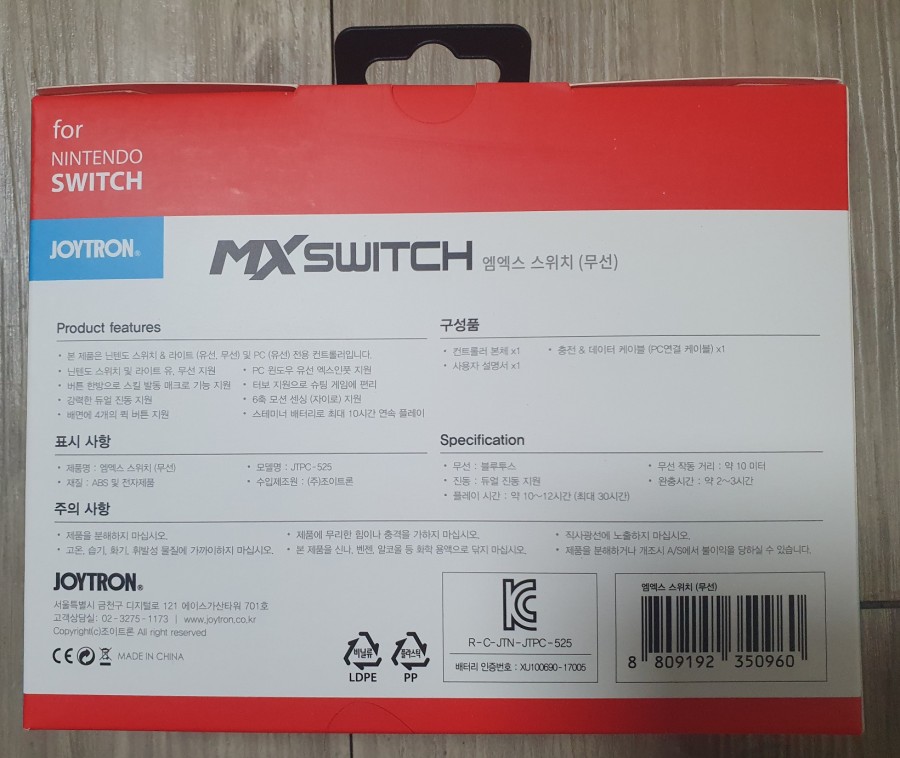 for
NINTENDO
SWITCH
JOYTRON®
MX SWITCH 엠엑스 스위치 (무선)
Product features
• 본 제품은 닌텐도 스위치 & 라이트 (유선, 무선) 및 PC (유선) 전용 컨트롤러입니다.
• 닌텐도 스위치 및 라이트 유, 무선 지원 • PC 윈도우 유선 엑스인풋 지원
• 버튼 한방으로 스킬 발동 매크로 기능 지원 • 터보 지원으로 슈팅 게임에 편리
• 강력한 듀얼 진동 지원 • 6축 모션 센싱 (자이로) 지원
• 배면에 4개의 퀵 버튼 지원 • 스테미너 배터리로 최대 10시간 연속 플레이
구성품
• 컨트롤러 본체 x1 • 충전 & 데이터 케이블 (PC연결 케이블) x1
• 사용자 설명서 x1
표시 사항
• 제품명 : 엠엑스 스위치 (무선) • 모델명 : JTPC-525
• 재질 : ABS 및 전자제품 • 수입제조원 : (주)조이트론
Specification
• 무선 : 블루투스 • 무선 작동 거리 : 약 10 미터
• 진동 : 듀얼 진동 지원 • 완충시간 : 약 2~3시간
• 플레이 시간 : 약 10~12시간 (최대 30시간)
주의 사항
• 제품을 분해하지 마십시오. • 제품에 무리한 힘이나 충격을 가하지 마십시오. • 직사광선에 노출하지 마십시오.
• 고온, 습기, 화기, 휘발성 물질에 가까이하지 마십시오. • 본 제품을 신나, 벤젠, 알코올 등 화학 용액으로 닦지 마십시오. • 제품을 분해하거나 개조시 A/S에서 불이익을 당하실 수 있습니다.
JOYTRON®
서울특별시 금천구 디지털로 121 에이스가산타워 701호
고객상담실: 02-3275-1173 | www.joytron.co.kr
Copyright(c)조이트론 All right reserved
CE MADE IN CHINA
비닐류
LDPE
플라스틱
PP
KC
R-C-JTN-JTPC-525
배터리 인증번호 : XU100690-17005
엠엑스 스위치 (무선)
8 809192 350960